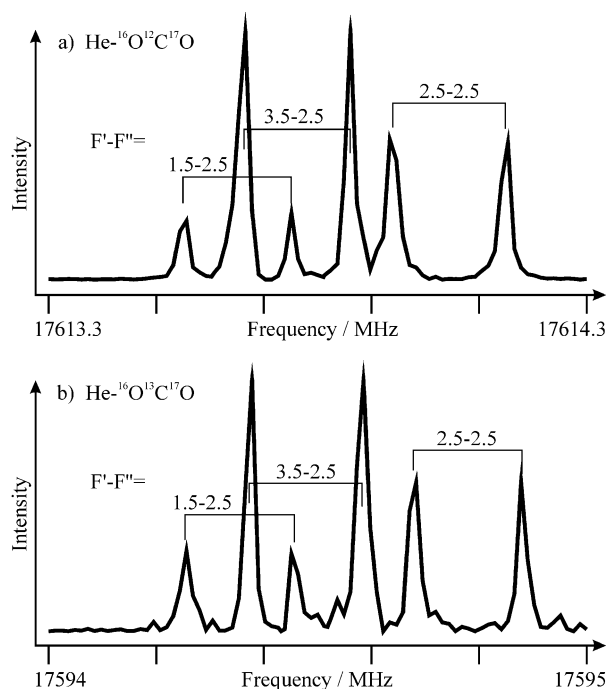 a) He-¹⁶O¹²C¹⁷O
2.5-2.5
3.5-2.5
F'-F"=
1.5-2.5
Intensity
17613.3 Frequency / MHz 17614.3
b) He-¹⁶O¹³C¹⁷O
2.5-2.5
3.5-2.5
F'-F"=
1.5-2.5
Intensity
17594 Frequency / MHz 17595